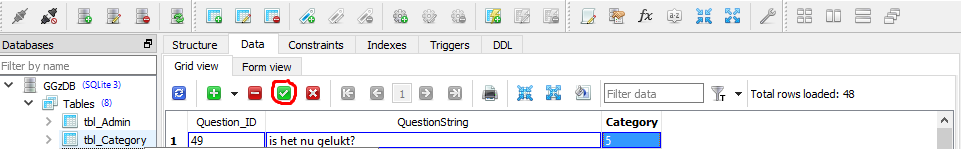 fx a-z
Databases
Structure Data Constraints Indexes Triggers DDL
Filter by name
Grid view Form view
GGzDB (SQLite 3)
Tables (8)
1 Filter data T Total rows loaded: 48
tbl_Admin
Question_ID QuestionString Category
tbl_Category
1 49 is het nu gelukt? 5